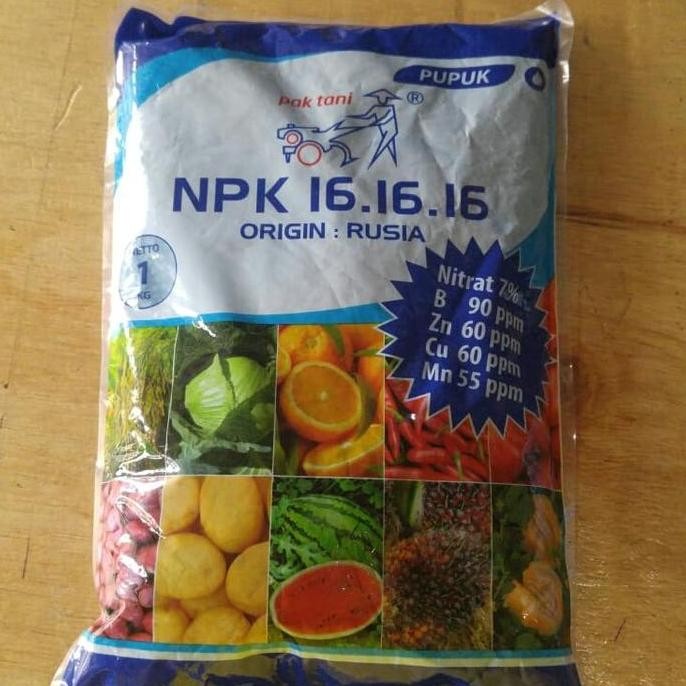 PUPUK
Pak tani
®
NPK 16.16.16
ORIGIN : RUSIA
NETTO
1
KG
Nitrat 7%
B 90 ppm
Zn 60 ppm
Cu 60 ppm
Mn 55 ppm